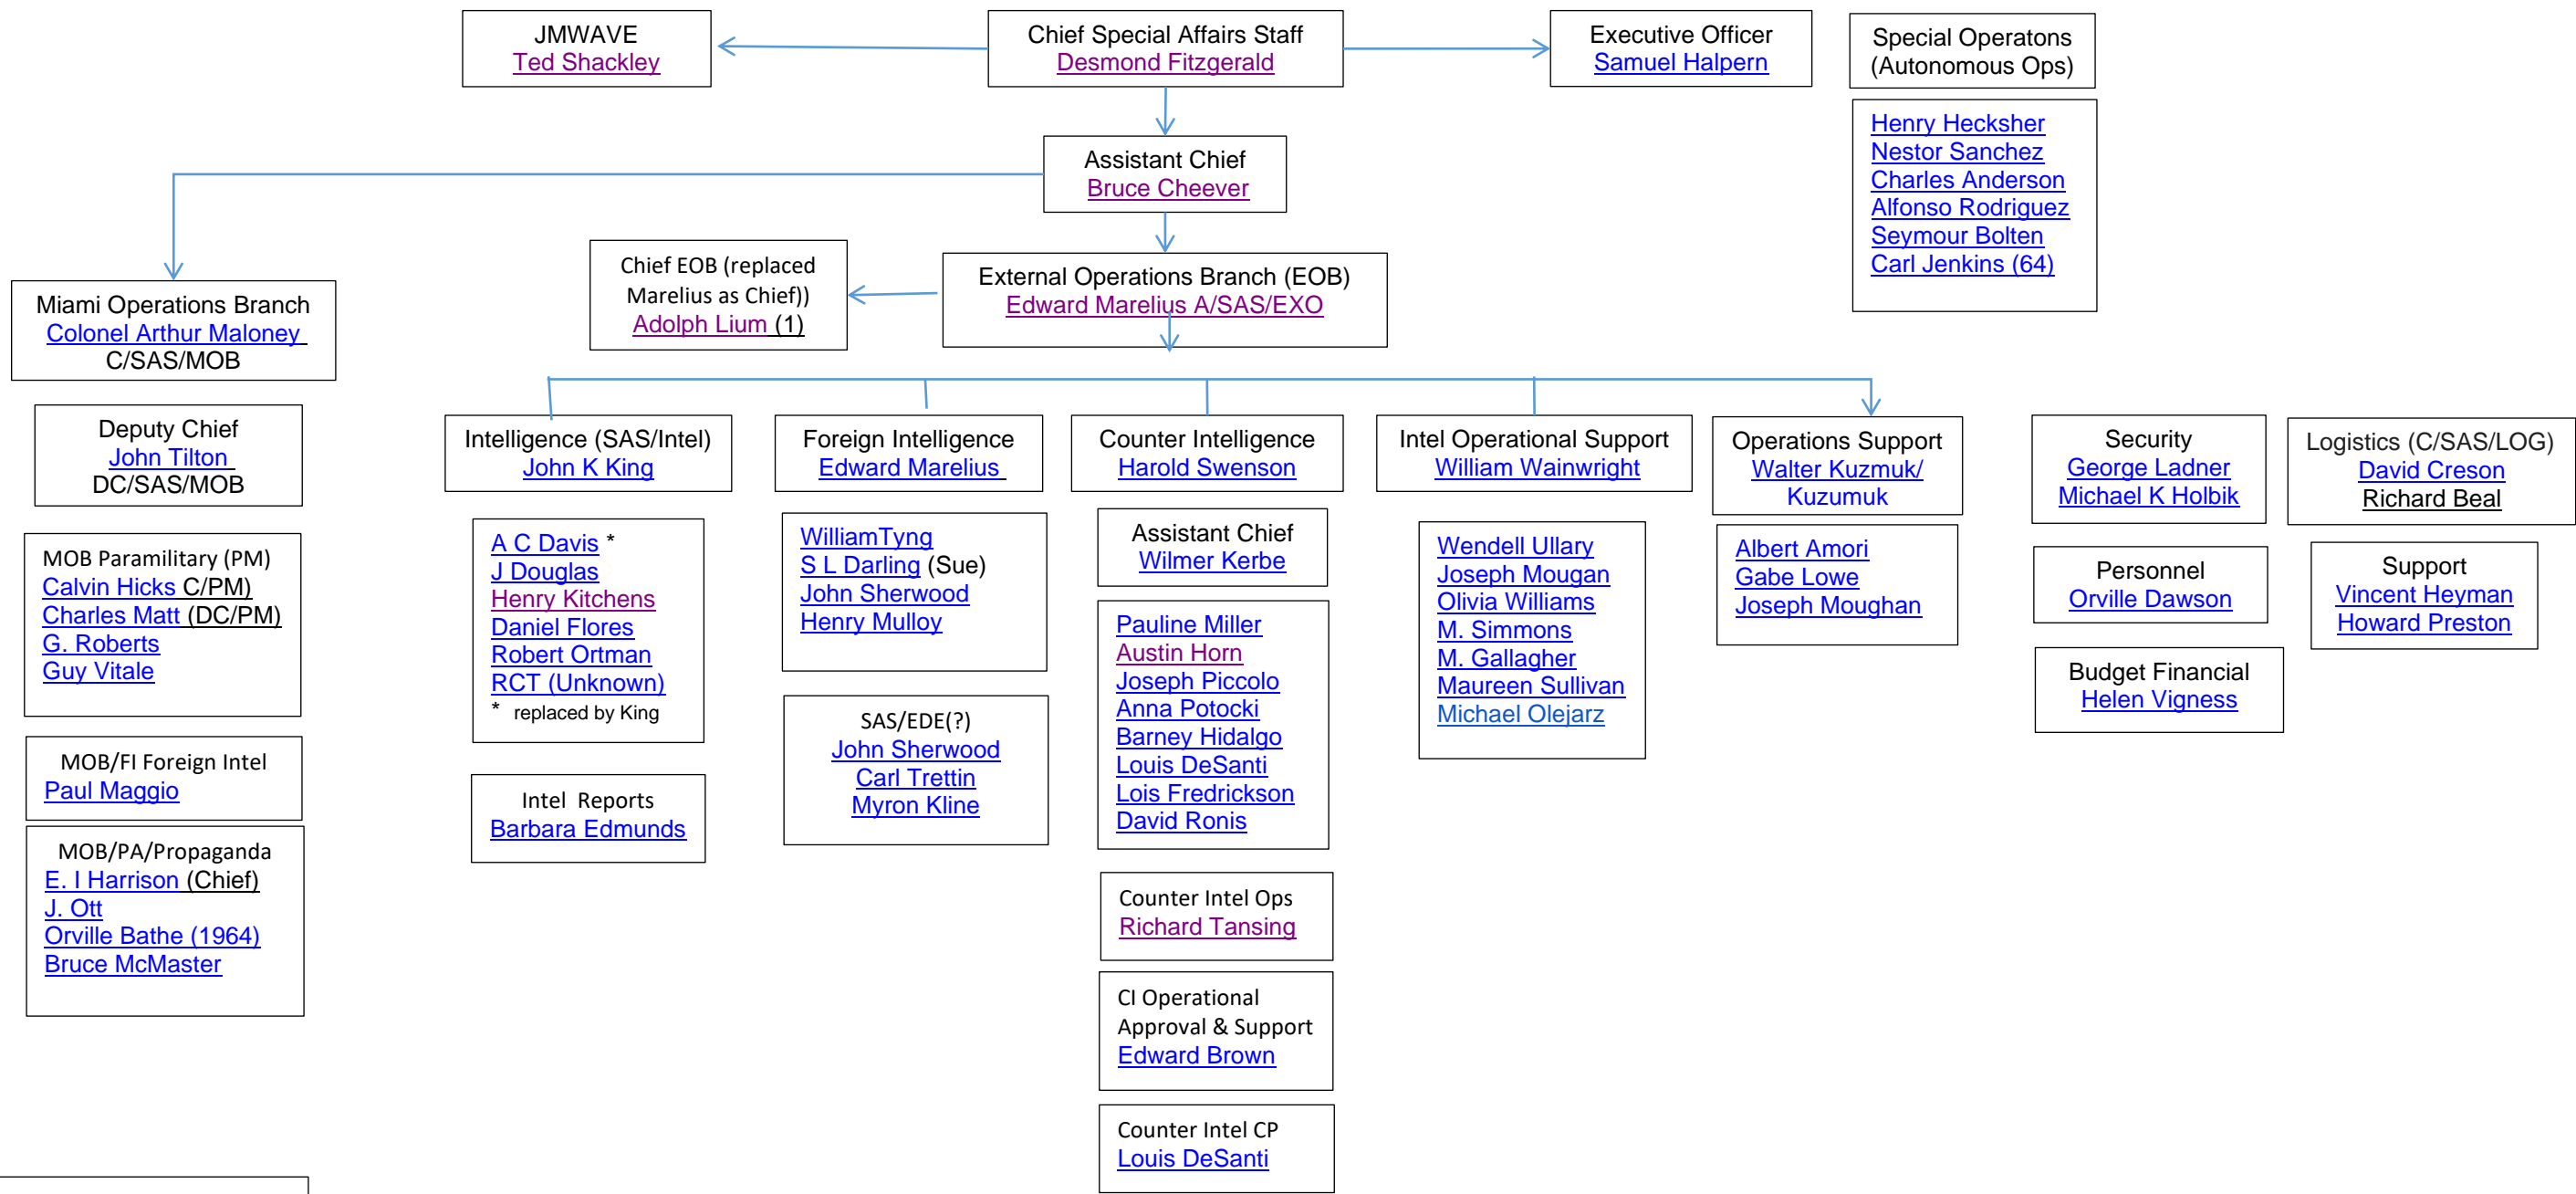 JMWAVE
Ted Shackley
Chief Special Affairs Staff
Desmond Fitzgerald
Executive Officer
Samuel Halpern
Special Operatons
(Autonomous Ops)
Henry Hecksher
Nestor Sanchez
Charles Anderson
Alfonso Rodriguez
Seymour Bolten
Carl Jenkins (64)
Assistant Chief
Bruce Cheever
Chief EOB (replaced
Marelius as Chief))
Adolph Lium (1)
External Operations Branch (EOB)
Edward Marelius A/SAS/EXO
Miami Operations Branch
Colonel Arthur Maloney
C/SAS/MOB
Deputy Chief
John Tilton
DC/SAS/MOB
MOB Paramilitary (PM)
Calvin Hicks C/PM)
Charles Matt (DC/PM)
G. Roberts
Guy Vitale
MOB/FI Foreign Intel
Paul Maggio
MOB/PA/Propaganda
E. I Harrison (Chief)
J. Ott
Orville Bathe (1964)
Bruce McMaster
Intelligence (SAS/Intel)
John K King
A C Davis *
J Douglas
Henry Kitchens
Daniel Flores
Robert Ortman
RCT (Unknown)
* replaced by King
Intel Reports
Barbara Edmunds
Foreign Intelligence
Edward Marelius
WilliamTyng
S L Darling (Sue)
John Sherwood
Henry Mulloy
SAS/EDE(?)
John Sherwood
Carl Trettin
Myron Kline
Counter Intelligence
Harold Swenson
Assistant Chief
Wilmer Kerbe
Pauline Miller
Austin Horn
Joseph Piccolo
Anna Potocki
Barney Hidalgo
Louis DeSanti
Lois Fredrickson
David Ronis
Counter Intel Ops
Richard Tansing
CI Operational
Approval & Support
Edward Brown
Counter Intel CP
Louis DeSanti
Intel Operational Support
William Wainwright
Wendell Ullary
Joseph Mougan
Olivia Williams
M. Simmons
M. Gallagher
Maureen Sullivan
Michael Olejarz
Operations Support
Walter Kuzmuk/
Kuzumuk
Albert Amori
Gabe Lowe
Joseph Moughan
Security
George Ladner
Michael K Holbik
Personnel
Orville Dawson
Budget Financial
Helen Vigness
Logistics (C/SAS/LOG)
David Creson
Richard Beal
Support
Vincent Heyman
Howard Preston